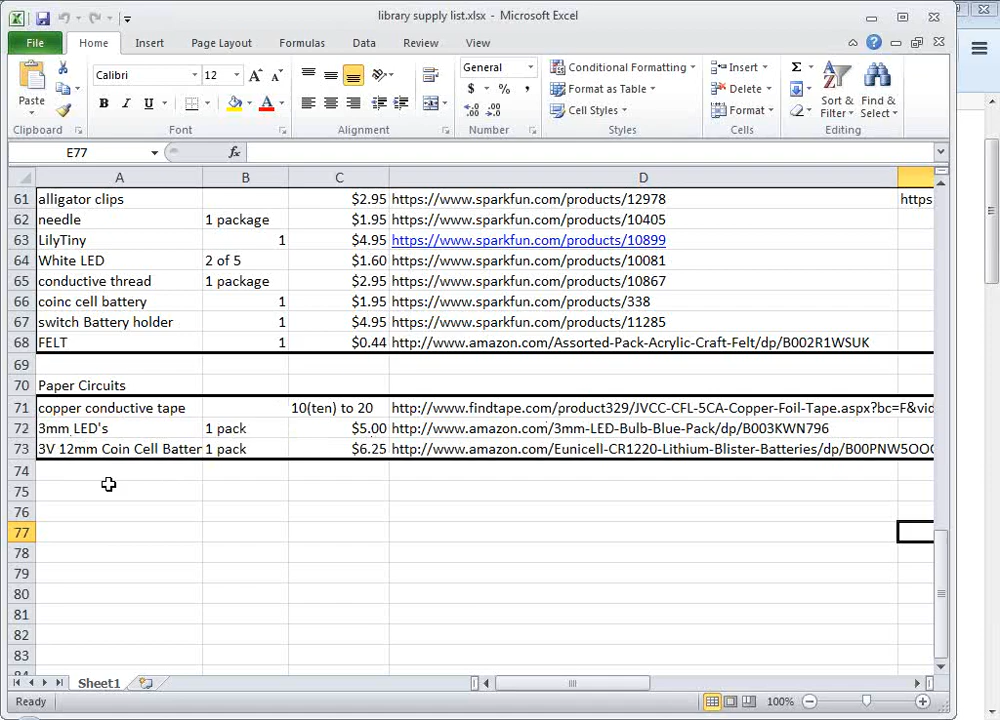 library supply list.xlsx - Microsoft Excel
File Home Insert Page Layout Formulas Data Review View
Paste
Calibri 12
B I U A
General
$ % ,
Conditional Formatting
Format as Table
Cell Styles
Insert
Delete
Format
Sort & Filter
Find & Select
Clipboard Font Alignment Number Styles Cells Editing
E77 fx
A B C D
61 alligator clips $2.95 https://www.sparkfun.com/products/12978 https
62 needle 1 package $1.95 https://www.sparkfun.com/products/10405
63 LilyTiny 1 $4.95 https://www.sparkfun.com/products/10899
64 White LED 2 of 5 $1.60 https://www.sparkfun.com/products/10081
65 conductive thread 1 package $2.95 https://www.sparkfun.com/products/10867
66 coinc cell battery 1 $1.95 https://www.sparkfun.com/products/338
67 switch Battery holder 1 $4.95 https://www.sparkfun.com/products/11285
68 FELT 1 $0.44 https://www.amazon.com/Assorted-Pack-Acrylic-Craft-Felt/dp/B002R1WSUK
69
70 Paper Circuits
71 copper conductive tape 10(ten) to 20 http://www.findtape.com/product329/JVCC-CFL-5CA-Copper-Foil-Tape.aspx?bc=F&vid
72 3mm LED's 1 pack $5.00 http://www.amazon.com/3mm-LED-Bulb-Blue-Pack/dp/B003KWN796
73 3V 12mm Coin Cell Batter 1 pack $6.25 http://www.amazon.com/Eunicell-CR1220-Lithium-Blister-Batteries/dp/B00PNW5OOC
74
75
76
77
78
79
80
81
82
83
84
Sheet1
Ready 100%